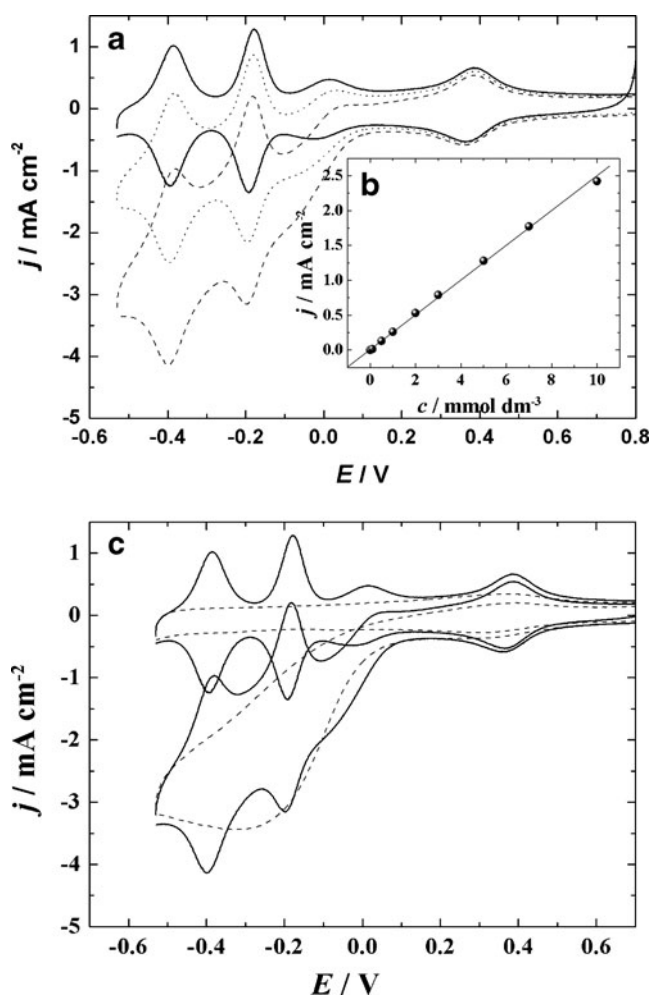 a
1
0
-1
-2
-3
-4
-5
j / mA cm⁻²
b
2.5
2.0
1.5
1.0
0.5
0.0
j / mA cm⁻²
0 2 4 6 8 10
c / mmol dm⁻³
-0.6 -0.4 -0.2 0.0 0.2 0.4 0.6 0.8
E / V
c
1
0
-1
-2
-3
-4
-5
j / mA cm⁻²
-0.6 -0.4 -0.2 0.0 0.2 0.4 0.6
E / V